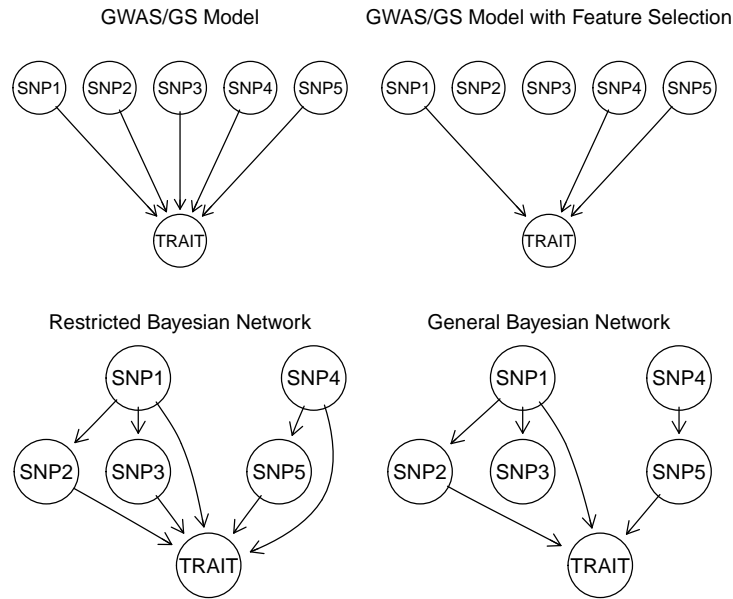 GWAS/GS Model
GWAS/GS Model with Feature Selection
SNP1 SNP2 SNP3 SNP4 SNP5
SNP1 SNP2 SNP3 SNP4 SNP5
TRAIT
TRAIT
Restricted Bayesian Network
General Bayesian Network
SNP1 SNP4
SNP1 SNP4
SNP2 SNP3 SNP5
SNP2 SNP3 SNP5
TRAIT
TRAIT